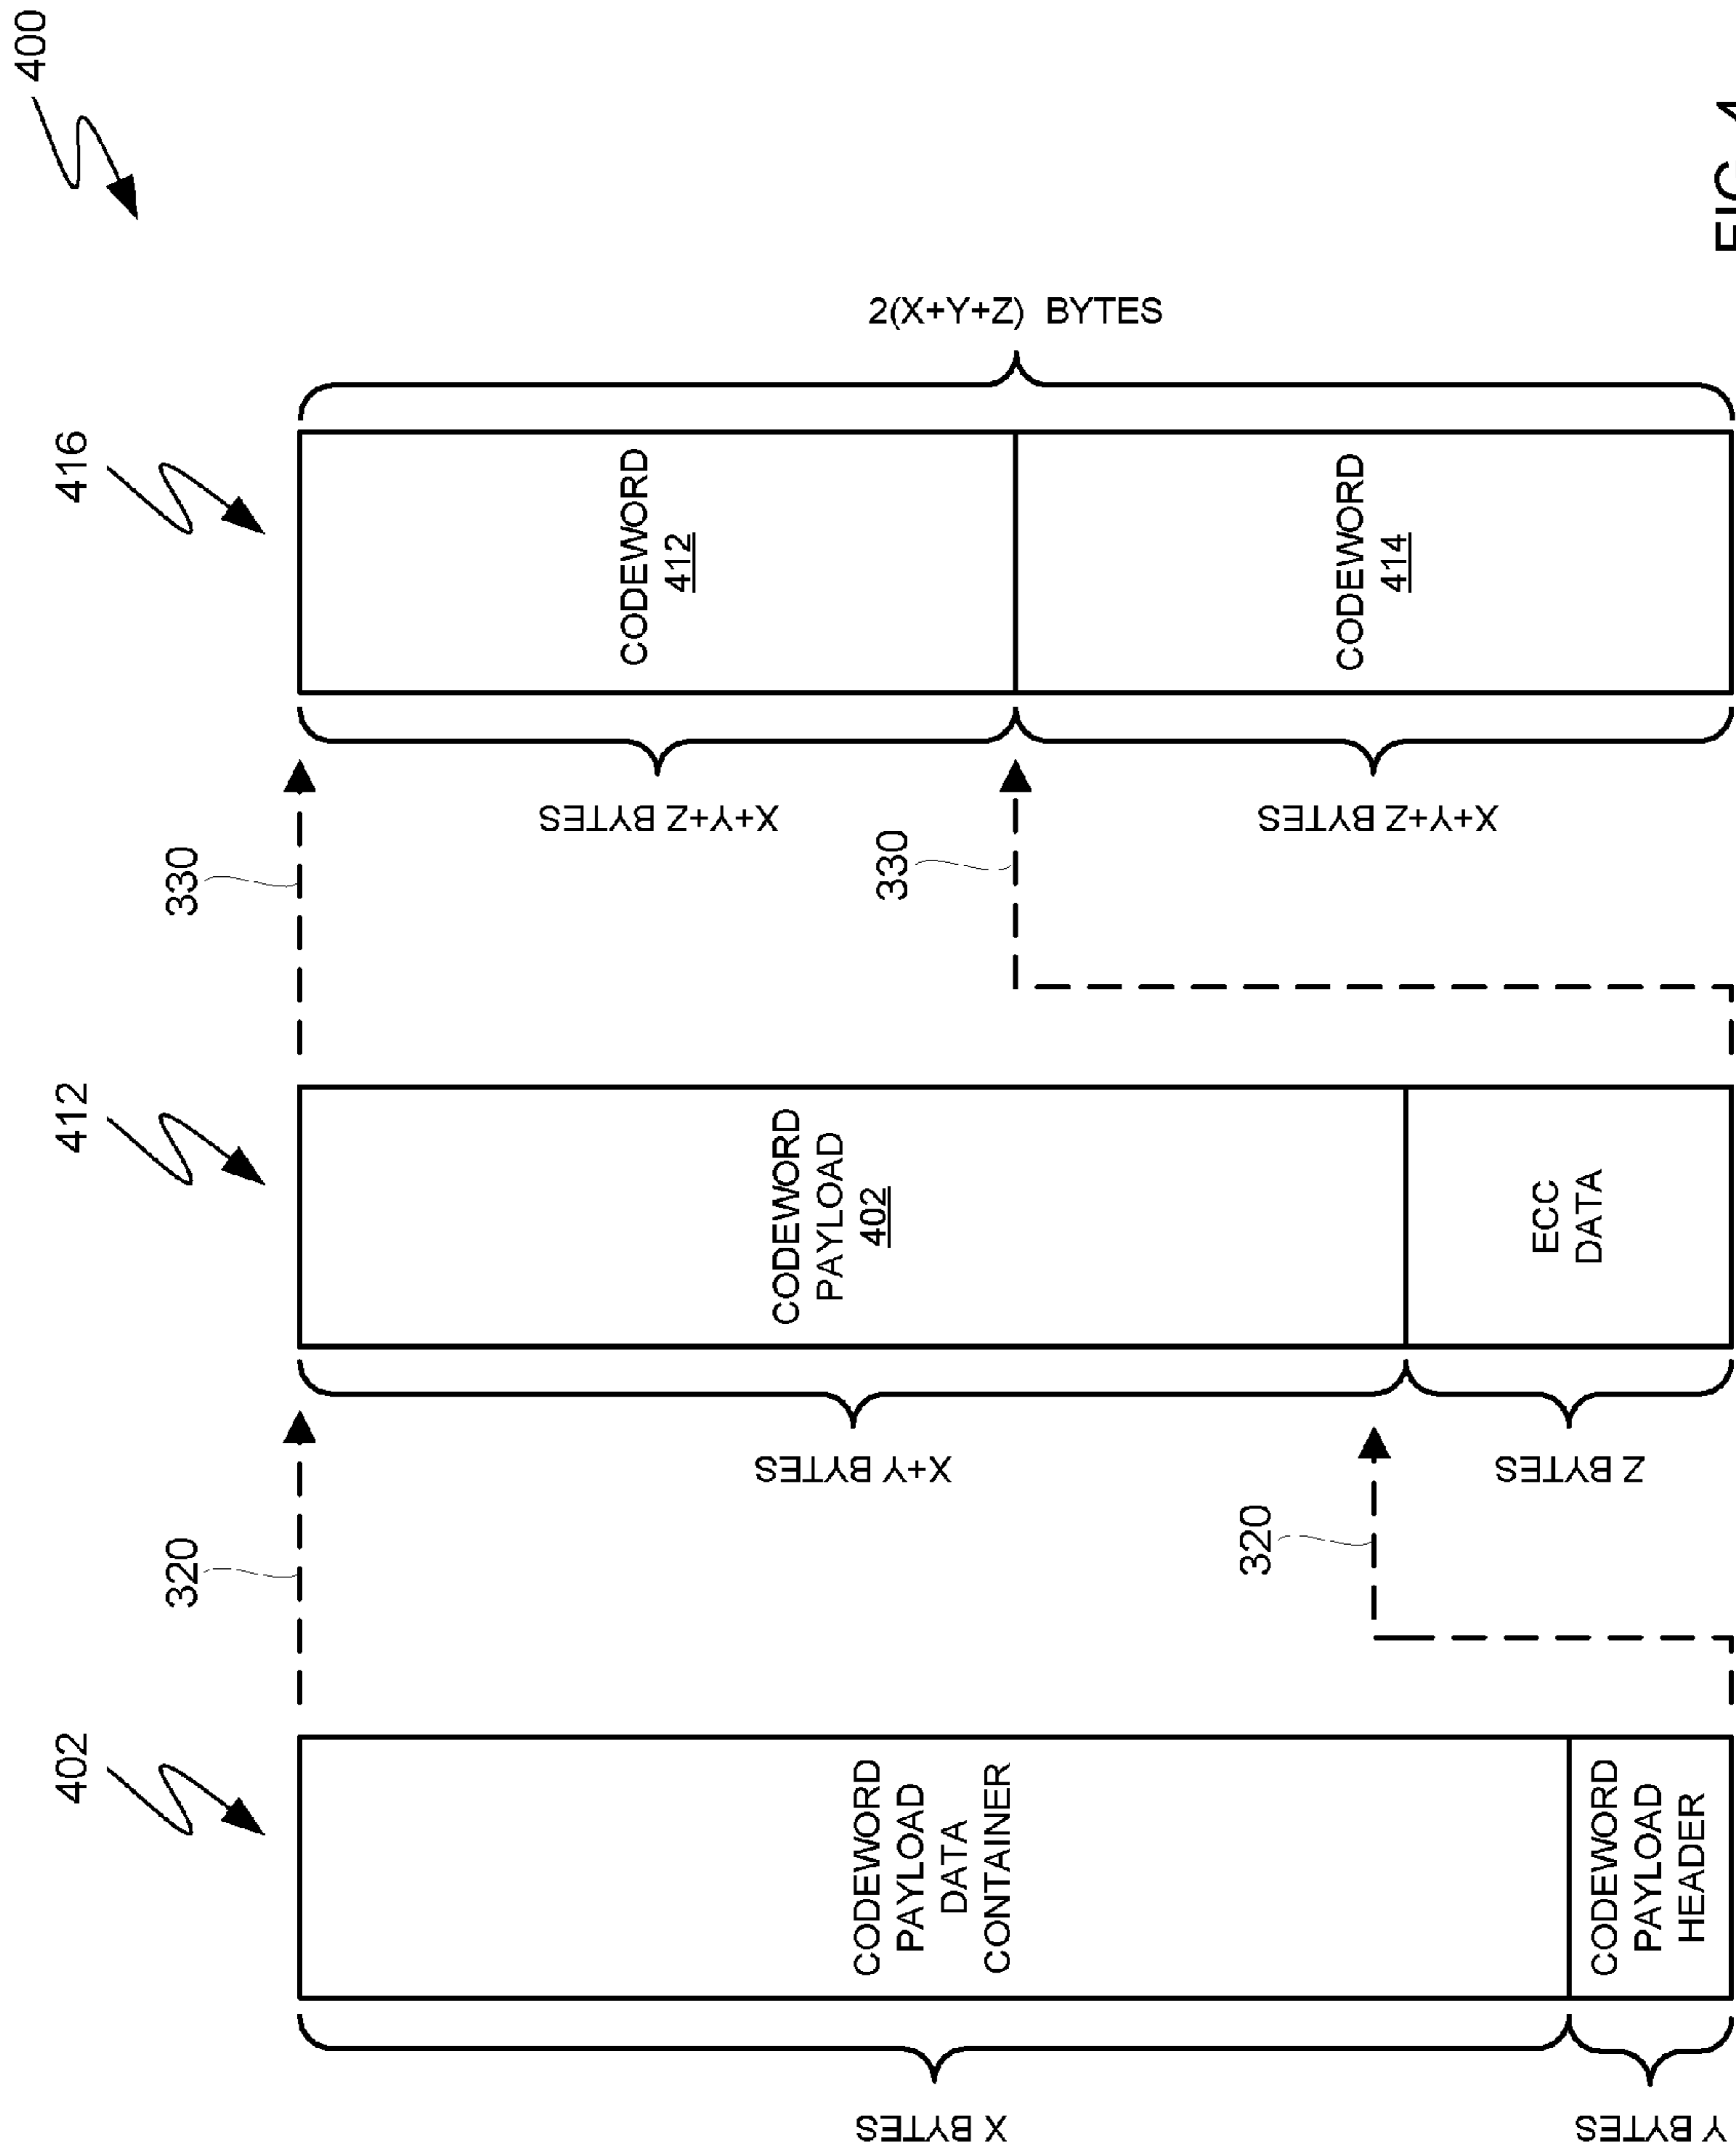 400
402
CODEWORD
PAYLOAD
DATA
CONTAINER
CODEWORD
PAYLOAD
HEADER
X BYTES
Y BYTES
320
320
412
CODEWORD
PAYLOAD
402
ECC
DATA
X+Y BYTES
Z BYTES
330
330
416
CODEWORD
412
CODEWORD
414
X+Y+Z BYTES
X+Y+Z BYTES
2(X+Y+Z) BYTES